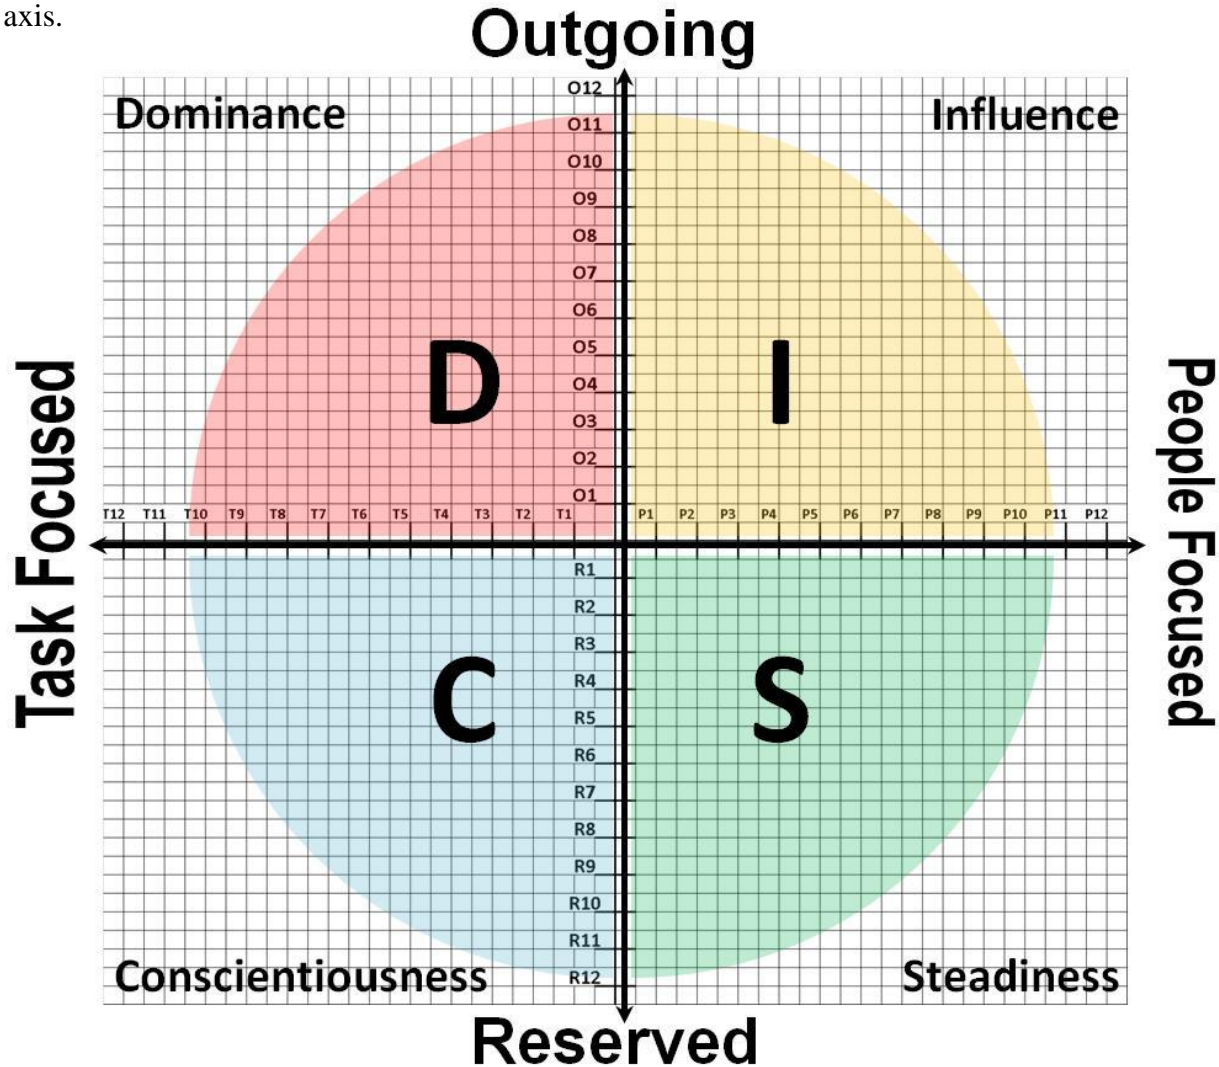 axis.
Outgoing
Dominance
Influence
O12
O11
O10
O9
O8
O7
O6
O5
O4
O3
O2
O1
D
I
Task Focused
People Focused
T12 T11 T10 T9 T8 T7 T6 T5 T4 T3 T2 T1 P1 P2 P3 P4 P5 P6 P7 P8 P9 P10 P11 P12
R1
R2
R3
R4
R5
R6
R7
R8
R9
R10
R11
R12
C
S
Conscientiousness
Steadiness
Reserved